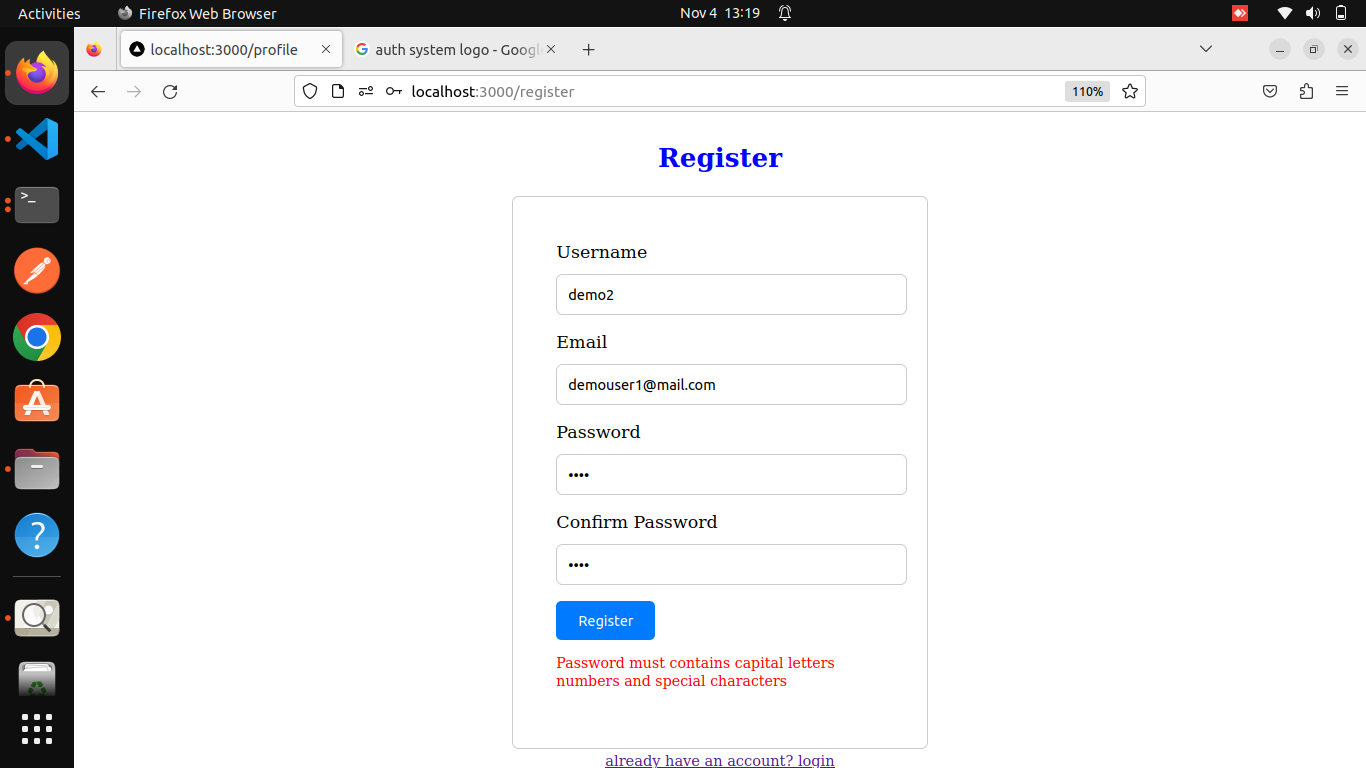 Activities Firefox Web Browser Nov 4 13:19
localhost:3000/profile auth system logo - Googl
localhost:3000/register 110%
Register
Username
demo2
Email
demouser1@mail.com
Password
••••
Confirm Password
••••
Register
Password must contains capital letters
numbers and special characters
already have an account? login